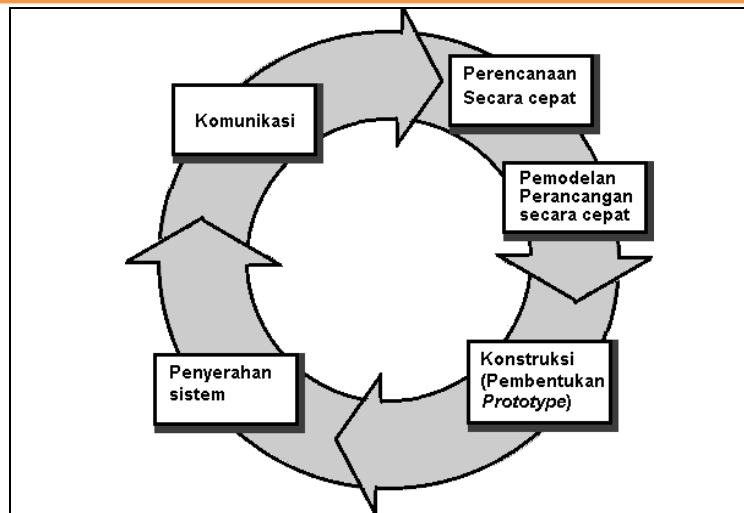 Komunikasi
Perencanaan
Secara cepat
Pemodelan
Perancangan
secara cepat
Konstruksi
(Pembentukan
Prototype)
Penyerahan
sistem